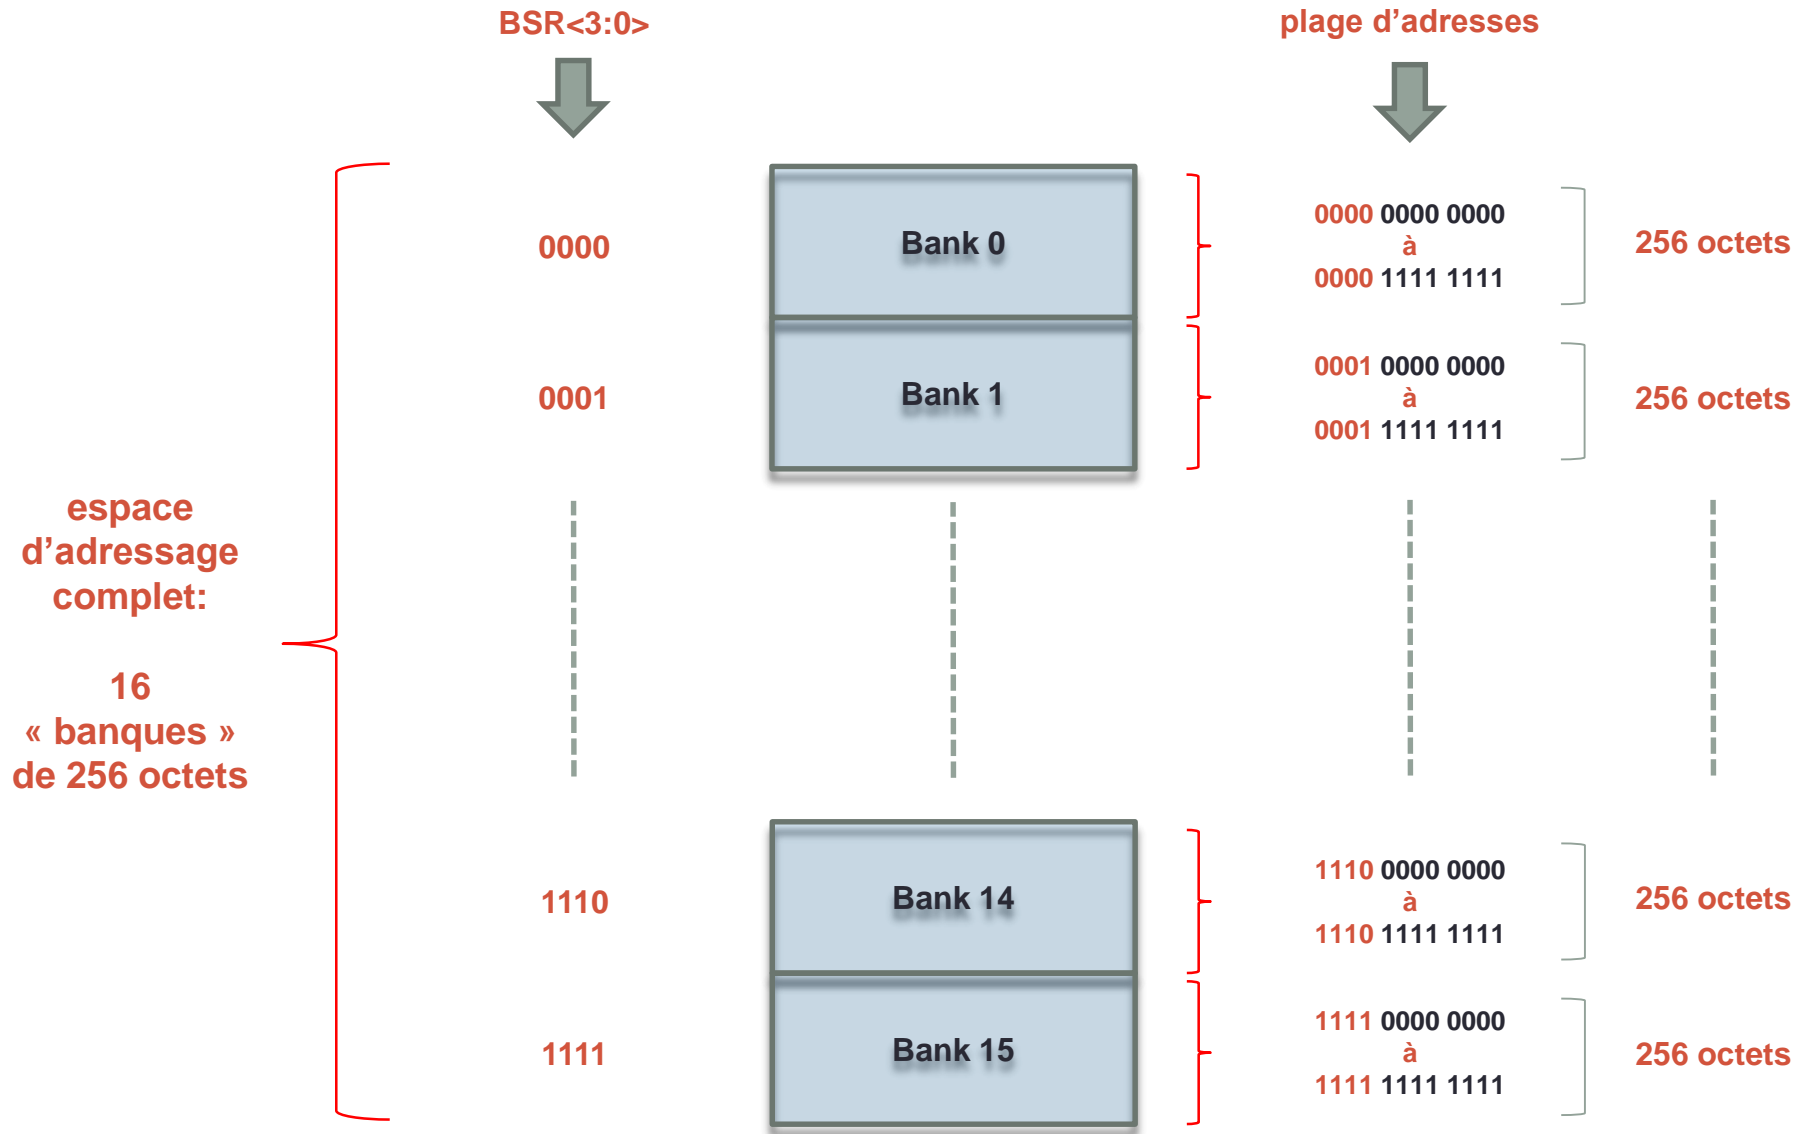 BSR<3:0>
plage d’adresses
0000
Bank 0
0000 0000 0000
à
0000 1111 1111
256 octets
0001
Bank 1
0001 0000 0000
à
0001 1111 1111
256 octets
espace
d’adressage
complet:
16
« banques »
de 256 octets
1110
Bank 14
1110 0000 0000
à
1110 1111 1111
256 octets
1111
Bank 15
1111 0000 0000
à
1111 1111 1111
256 octets